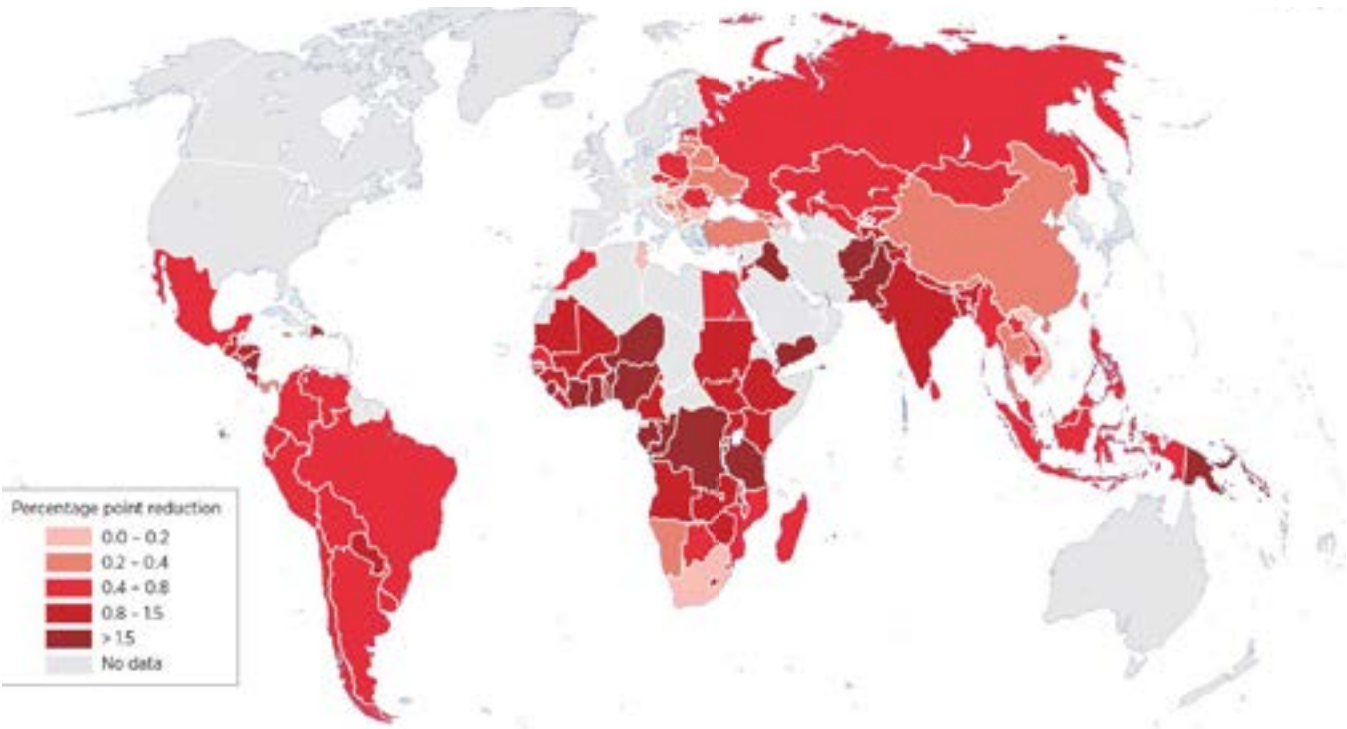 Percentage point reduction
0.0 – 0.2
0.2 – 0.4
0.4 – 0.8
0.8 – 1.5
> 1.5
No data